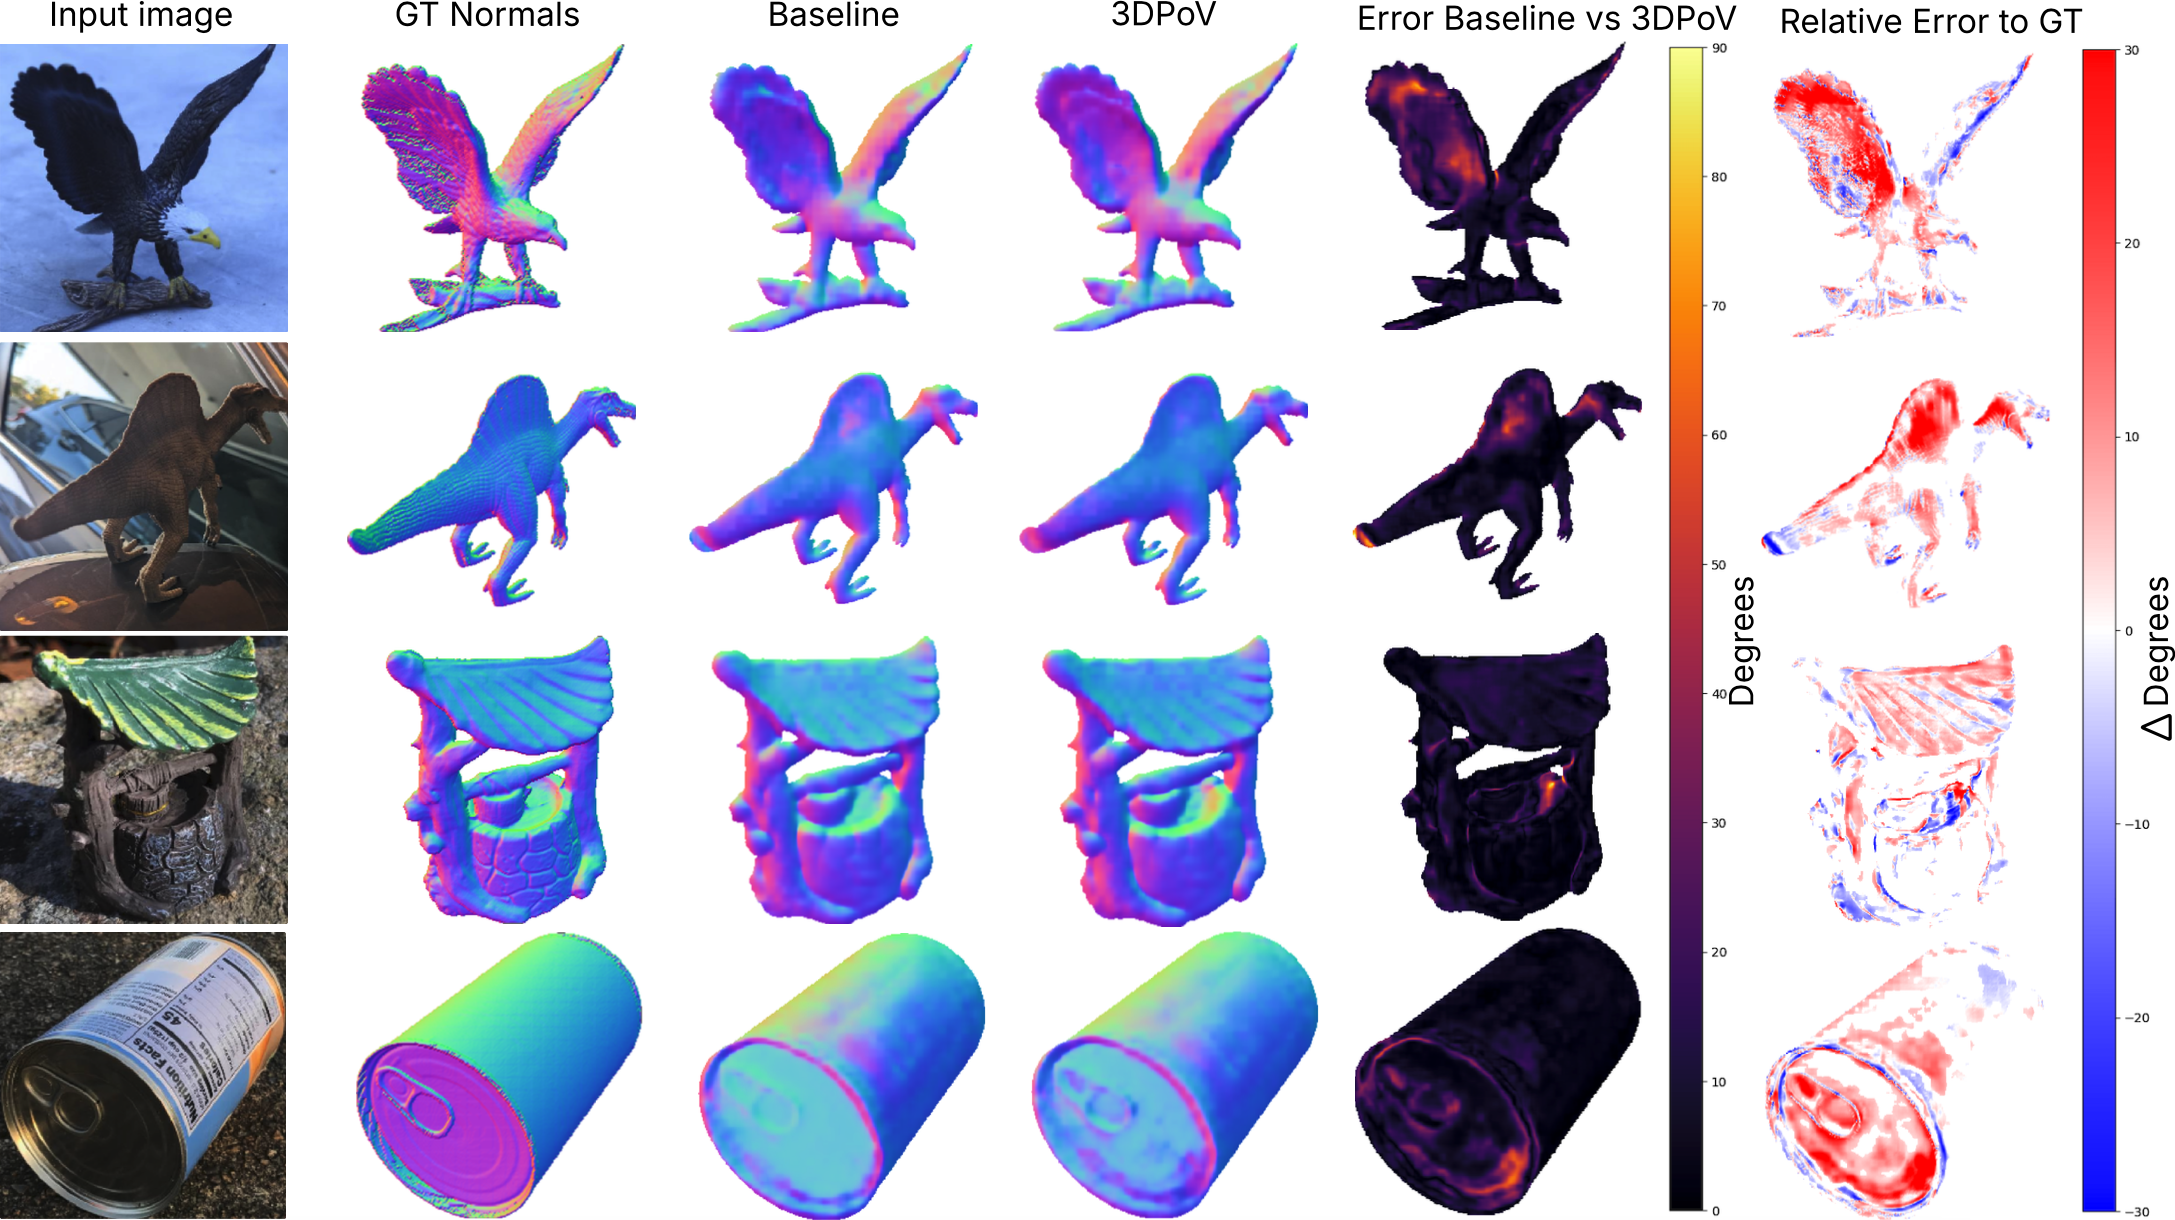 Input image
GT Normals
Baseline
3DPoV
Error Baseline vs 3DPoV
Relative Error to GT
90
80
70
60
50
40
30
20
10
0
Degrees
30
20
10
0
−10
−20
−30
Δ Degrees
Nutrition Facts
Calories
45